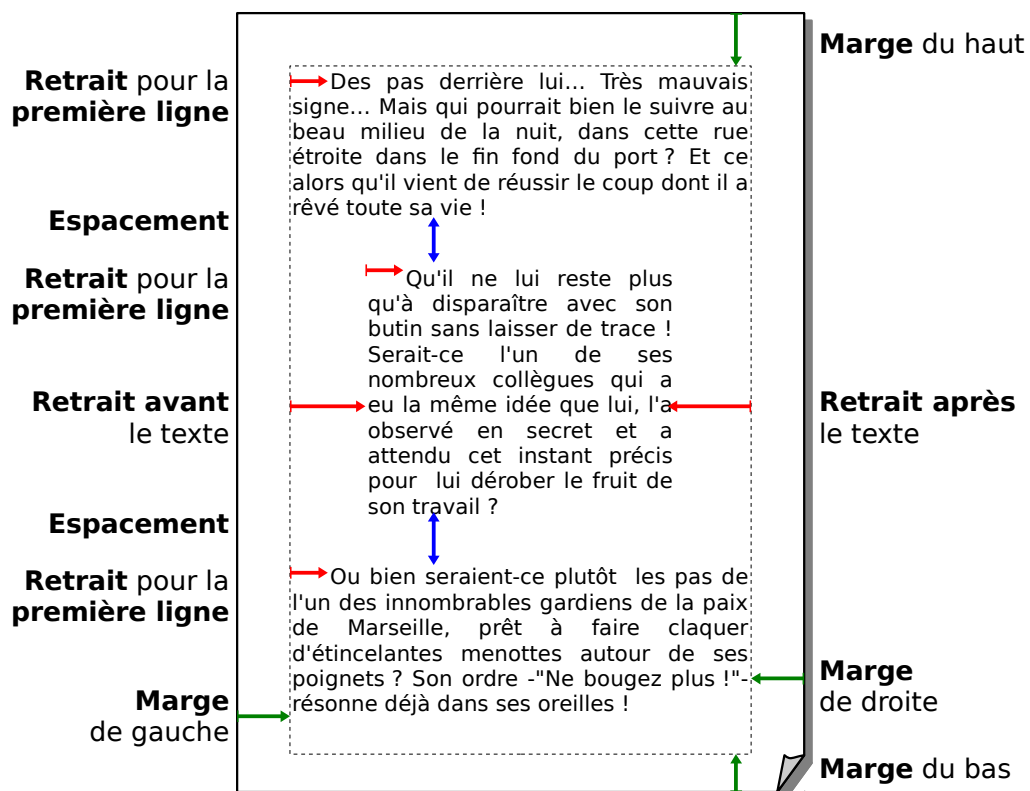 Marge du haut
Retrait pour la
première ligne
Des pas derrière lui... Très mauvais
signe... Mais qui pourrait bien le suivre au
beau milieu de la nuit, dans cette rue
étroite dans le fin fond du port ? Et ce
alors qu'il vient de réussir le coup dont il a
rêvé toute sa vie !
Espacement
Retrait pour la
première ligne
Qu'il ne lui reste plus
qu'à disparaître avec son
butin sans laisser de trace !
Serait-ce l'un de ses
nombreux collègues qui a
eu la même idée que lui, l'a
observé en secret et a
attendu cet instant précis
pour lui dérober le fruit de
son travail ?
Retrait avant
le texte
Retrait après
le texte
Espacement
Retrait pour la
première ligne
Ou bien seraient-ce plutôt les pas de
l'un des innombrables gardiens de la paix
de Marseille, prêt à faire claquer
d'étincelantes menottes autour de ses
poignets ? Son ordre -"Ne bougez plus !"-
résonne déjà dans ses oreilles !
Marge
de gauche
Marge
de droite
Marge du bas